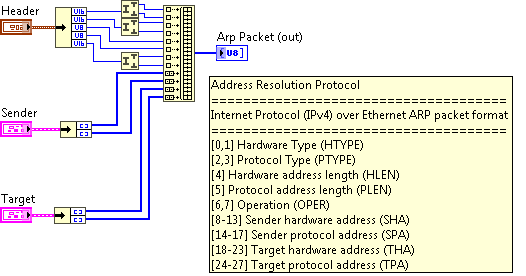 Header
U16
U16
U8
U8
U16
Arp Packet (out)
U8
Sender
Target
Address Resolution Protocol
========================================
Internet Protocol (IPv4) over Ethernet ARP packet format
========================================
[0,1] Hardware Type (HTYPE)
[2,3] Protocol Type (PTYPE)
[4] Hardware address length (HLEN)
[5] Protocol address length (PLEN)
[6,7] Operation (OPER)
[8-13] Sender hardware address (SHA)
[14-17] Sender protocol address (SPA)
[18-23] Target hardware address (THA)
[24-27] Target protocol address (TPA)